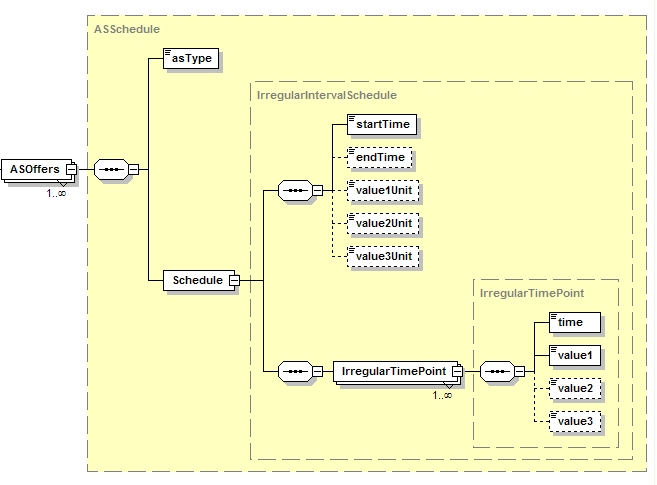 ASSchedule
asType
IrregularIntervalSchedule
startTime
endTime
ASOffers
1..∞
value1Unit
value2Unit
value3Unit
Schedule
IrregularTimePoint
time
value1
IrregularTimePoint
1..∞
value2
value3